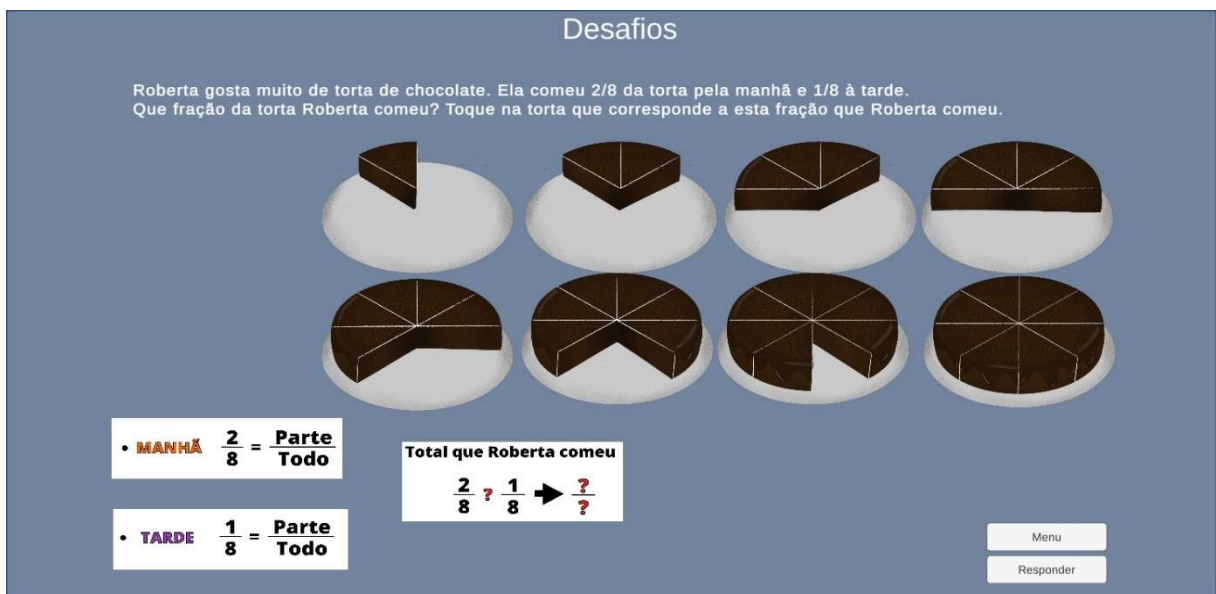 Desafios
Roberta gosta muito de torta de chocolate. Ela comeu 2/8 da torta pela manhã e 1/8 à tarde.
Que fração da torta Roberta comeu? Toque na torta que corresponde a esta fração que Roberta comeu.
• MANHÃ 2/8 = Parte/Todo
Total que Roberta comeu
2/8 ? 1/8 → ?/?
• TARDE 1/8 = Parte/Todo
Menu
Responder